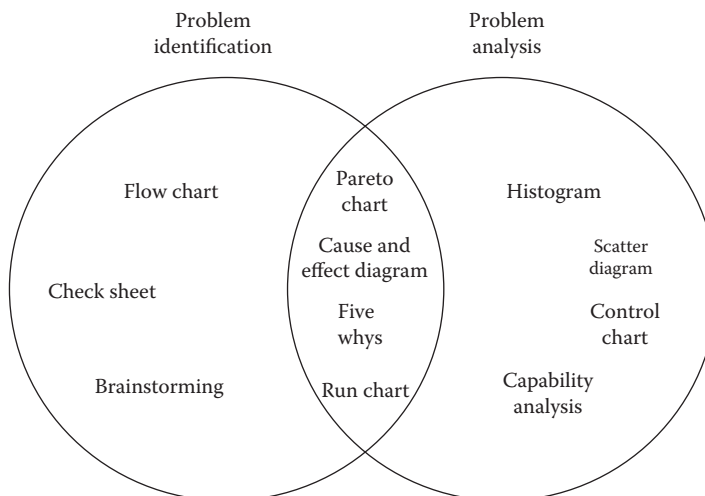 Problem
identification
Problem
analysis
Flow chart
Check sheet
Brainstorming
Pareto
chart
Cause and
effect diagram
Five
whys
Run chart
Histogram
Scatter
diagram
Control
chart
Capability
analysis